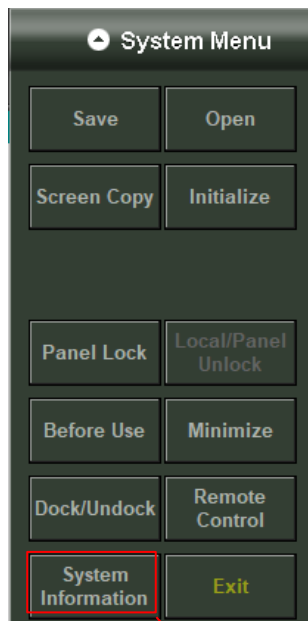 System Menu
Save Open
Screen Copy Initialize
Panel Lock Local/Panel
Unlock
Before Use Minimize
Dock/Undock Remote
Control
System
Information Exit